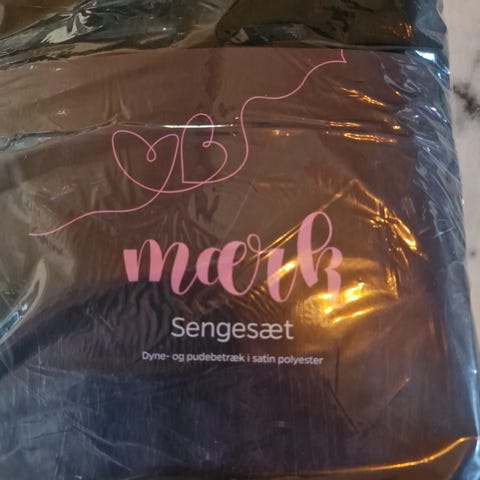 mærk
Sengesæt
Dyne- og pudebetræk i satin polyester